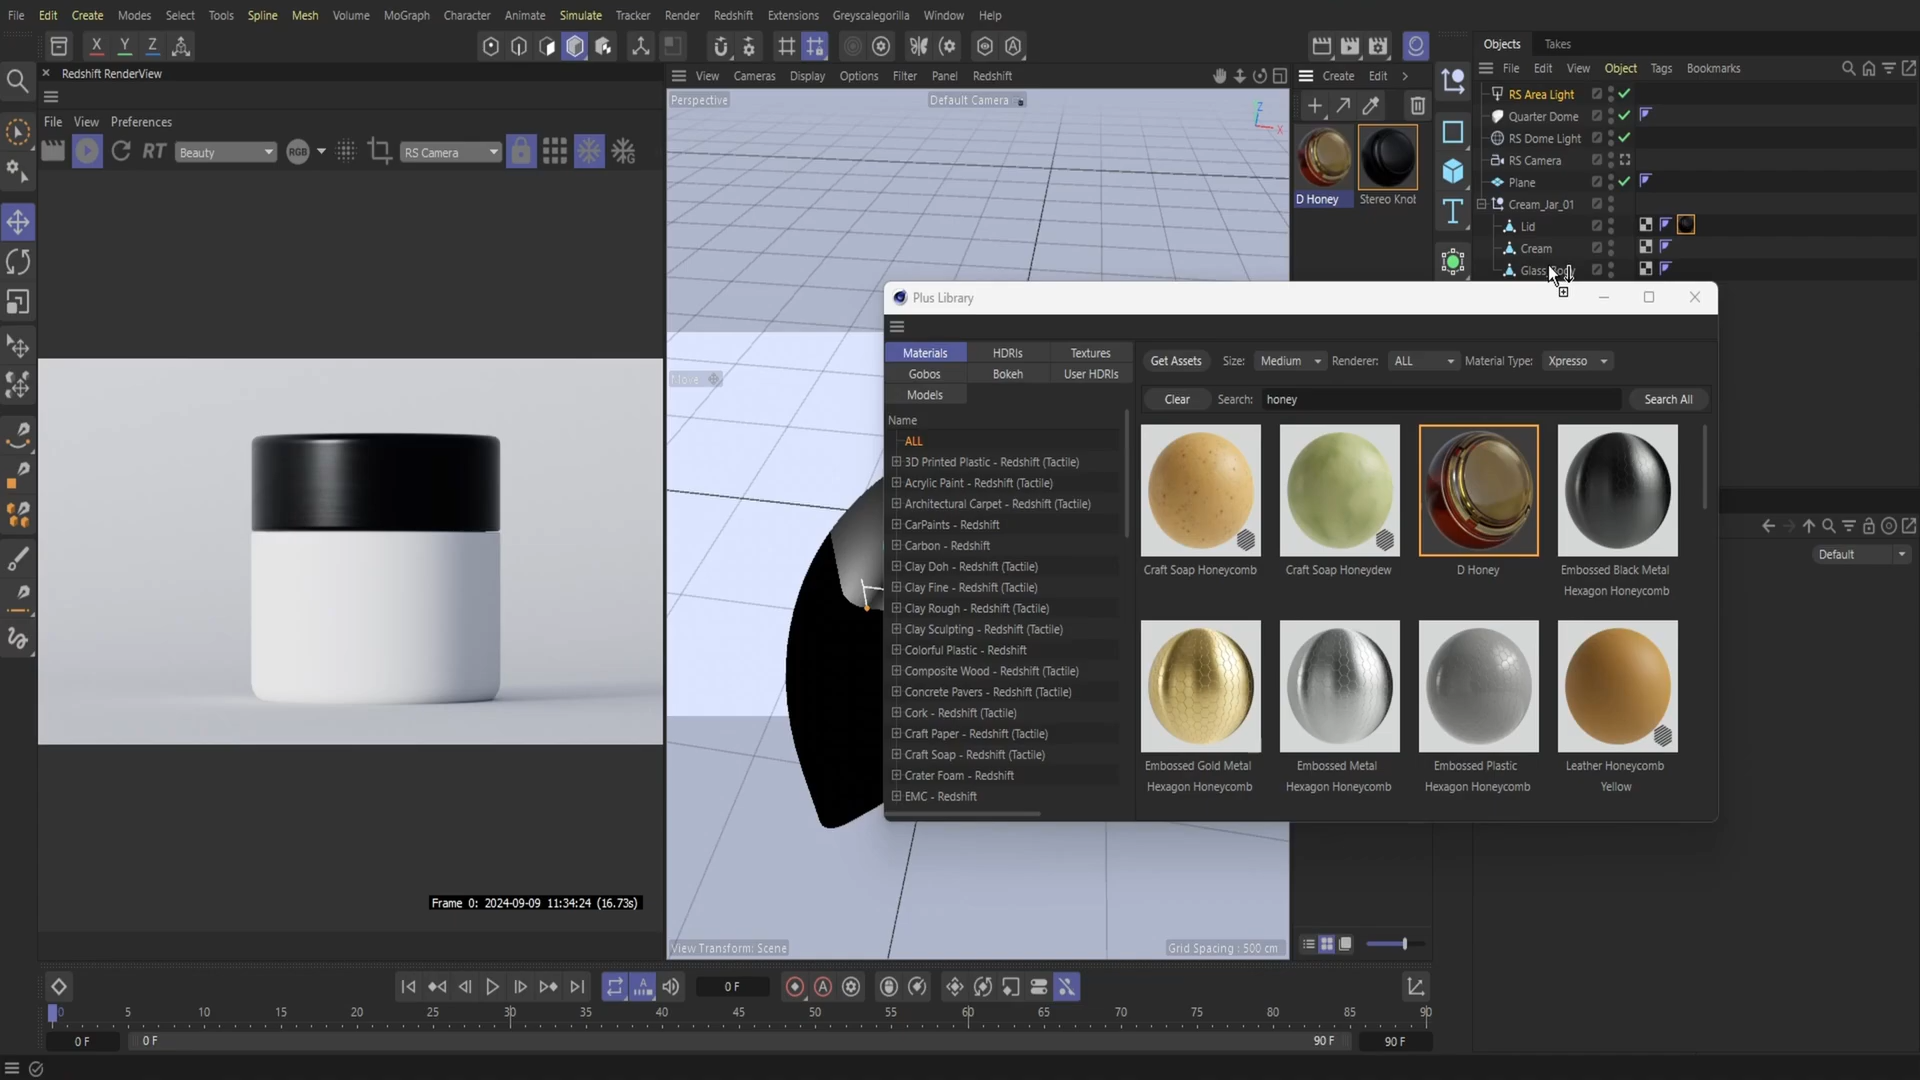 File Edit Create Modes Select Tools Spline Mesh Volume MoGraph Character Animate Simulate Tracker Render Redshift Extensions Greyscalegorilla Window Help
X Y Z
Objects Takes
Redshift RenderView
View Cameras Display Options Filter Panel Redshift
Create Edit
File Edit View Object Tags Bookmarks
Perspective
Default Camera
Z
X
RS Area Light
Quarter Dome
RS Dome Light
RS Camera
Plane
Cream_Jar_01
Lid
Cream
File View Preferences
RT Beauty RGB RS Camera
D Honey
Stereo Knot
Move
Plus Library
Materials HDRIs Textures
Gobos Bokeh User HDRIs
Models
Get Assets Size: Medium Renderer: ALL Material Type: Xpresso
Clear Search: honey Search All
Name
ALL
3D Printed Plastic - Redshift (Tactile)
Acrylic Paint - Redshift (Tactile)
Architectural Carpet - Redshift (Tactile)
CarPaints - Redshift
Carbon - Redshift
Clay Doh - Redshift (Tactile)
Clay Fine - Redshift (Tactile)
Clay Rough - Redshift (Tactile)
Clay Sculpting - Redshift (Tactile)
Colorful Plastic - Redshift
Composite Wood - Redshift (Tactile)
Concrete Pavers - Redshift (Tactile)
Cork - Redshift (Tactile)
Craft Paper - Redshift (Tactile)
Craft Soap - Redshift (Tactile)
Crater Foam - Redshift
EMC - Redshift
Craft Soap Honeycomb
Craft Soap Honeydew
D Honey
Embossed Black Metal
Hexagon Honeycomb
Embossed Gold Metal
Hexagon Honeycomb
Embossed Metal
Hexagon Honeycomb
Embossed Plastic
Hexagon Honeycomb
Leather Honeycomb
Yellow
Default
Frame 0: 2024-09-09 11:34:24 (16.73s)
View Transform: Scene
Grid Spacing : 500 cm
0 F
0 5 10 15 20 25 30 35 40 45 50 55 60 65 70 75 80 85 90
0 F 0 F 90 F 90 F